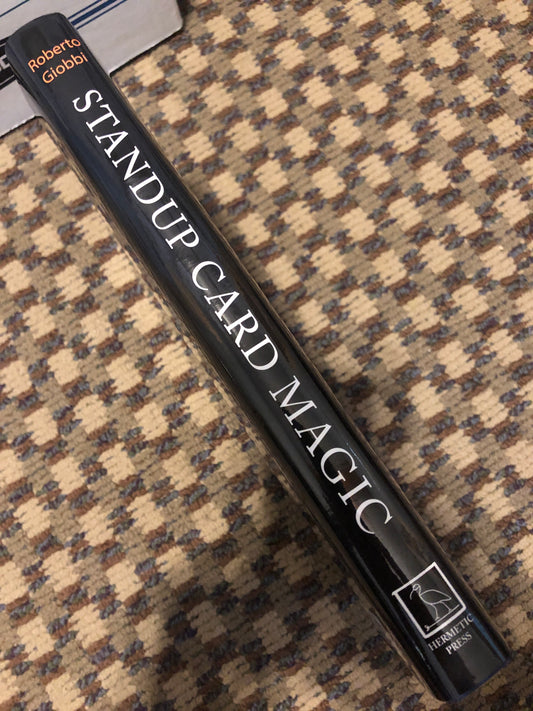 Roberto
Giobbi
STANDUP CARD MAGIC
HERMETIC
PRESS